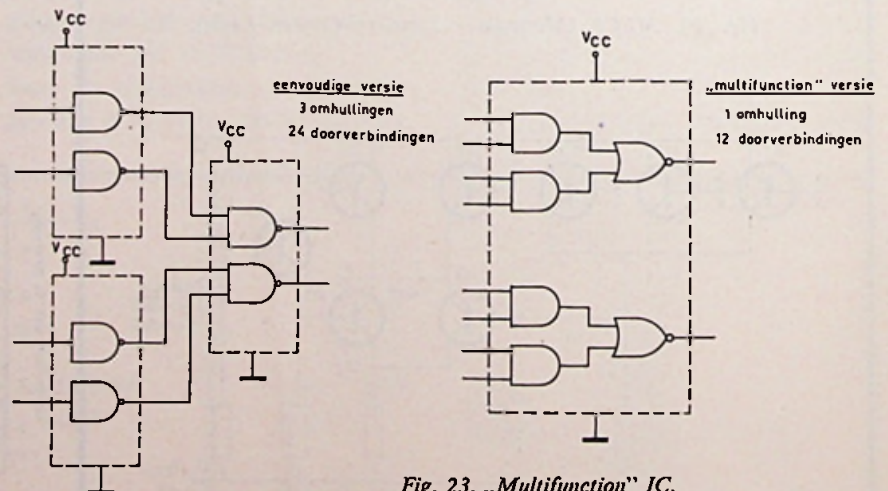 VCC
eenvoudige versie
3 omhullingen
24 doorverbindingen
VCC
VCC
VCC
„multifunction" versie
1 omhulling
12 doorverbindingen
Fig. 23. „Multifunction" IC.